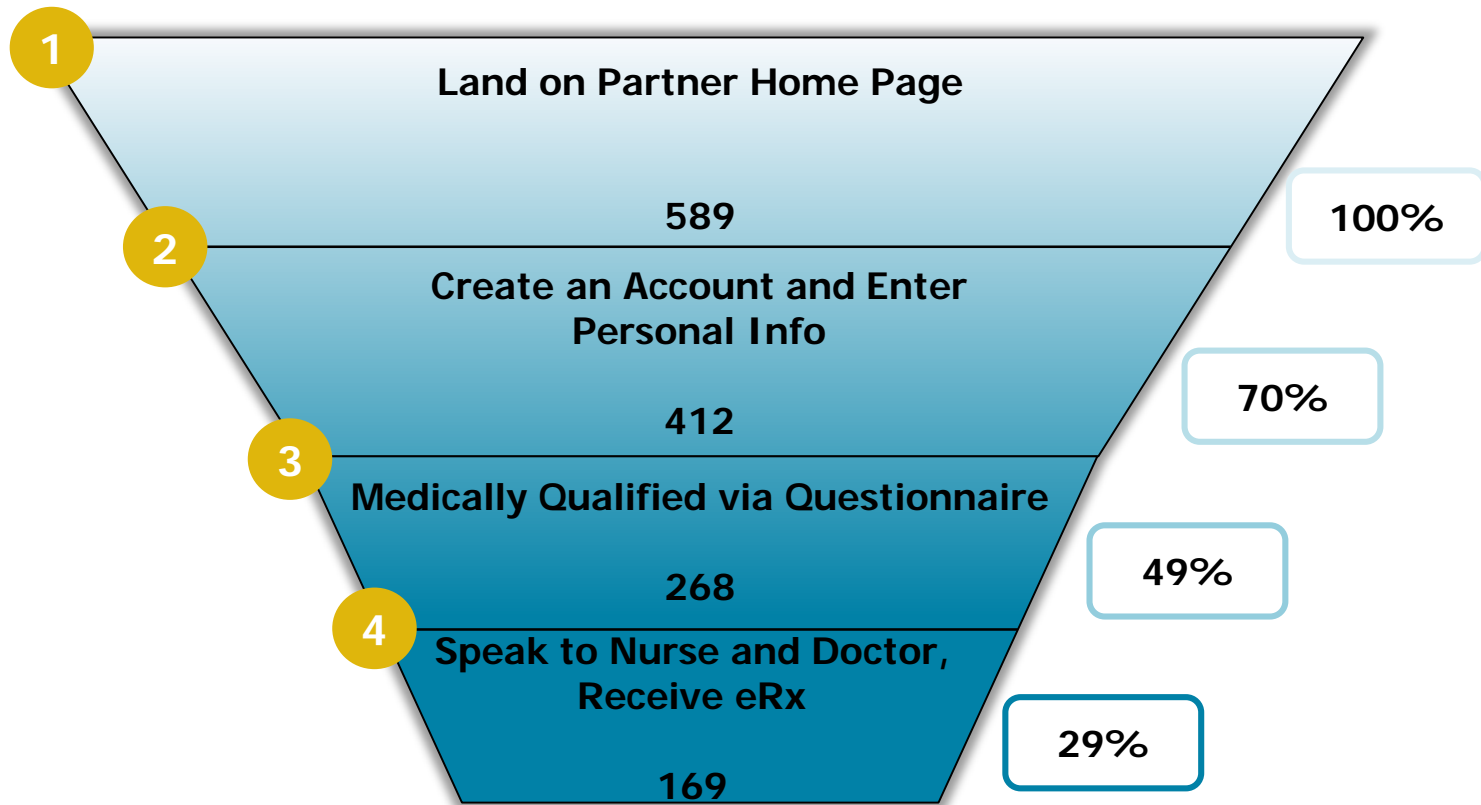 1
Land on Partner Home Page
589
100%
2
Create an Account and Enter
Personal Info
412
70%
3
Medically Qualified via Questionnaire
268
49%
4
Speak to Nurse and Doctor,
Receive eRx
169
29%